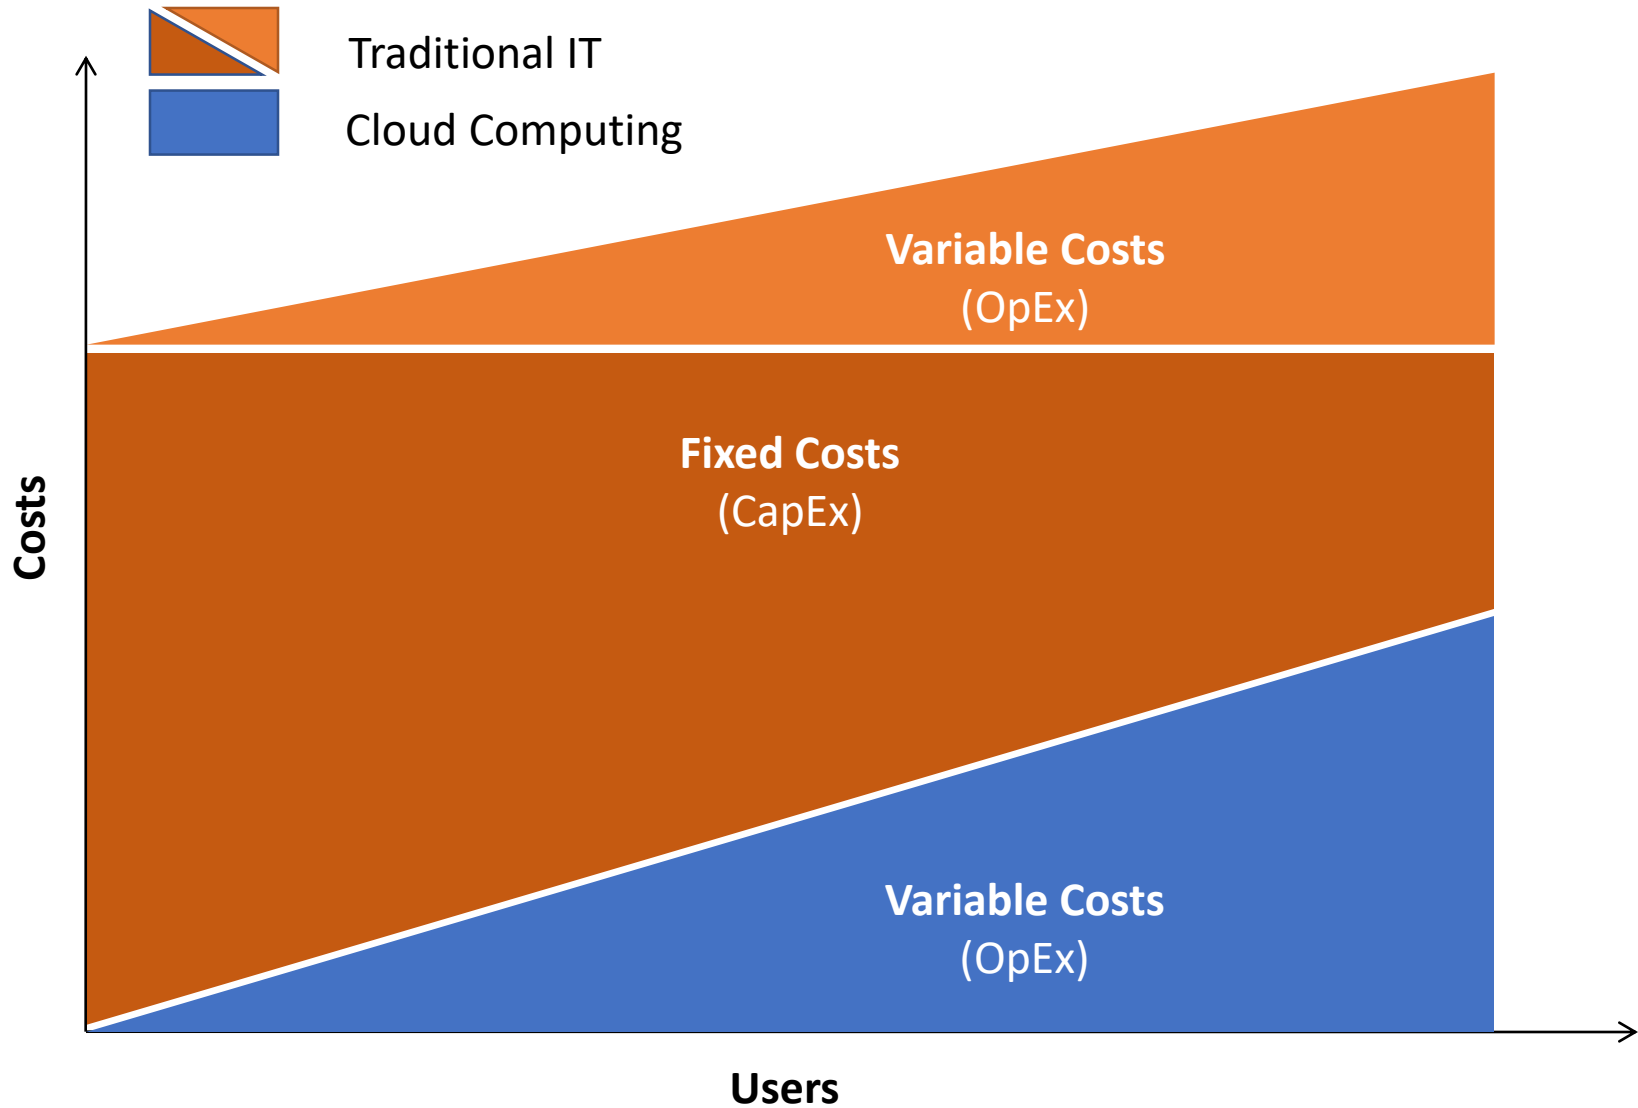 Traditional IT
Cloud Computing
Variable Costs
(OpEx)
Fixed Costs
(CapEx)
Costs
Variable Costs
(OpEx)
Users